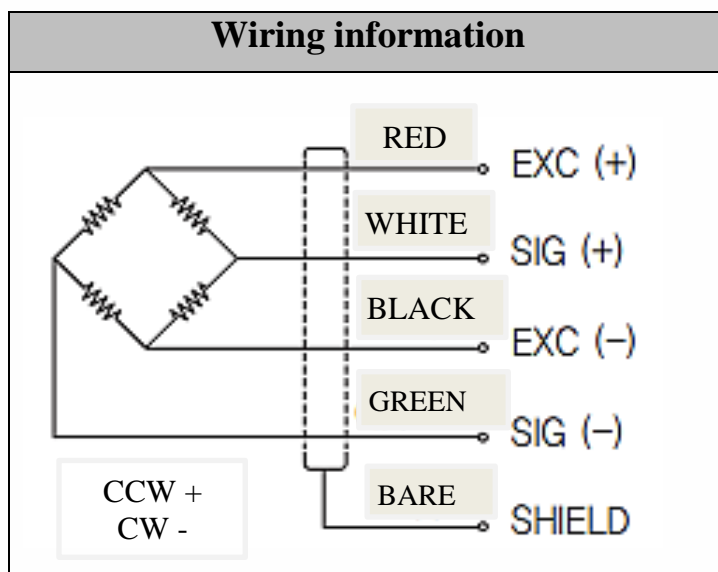 Wiring information
RED
EXC (+)
WHITE
SIG (+)
BLACK
EXC (-)
GREEN
SIG (-)
CCW +
CW -
BARE
SHIELD